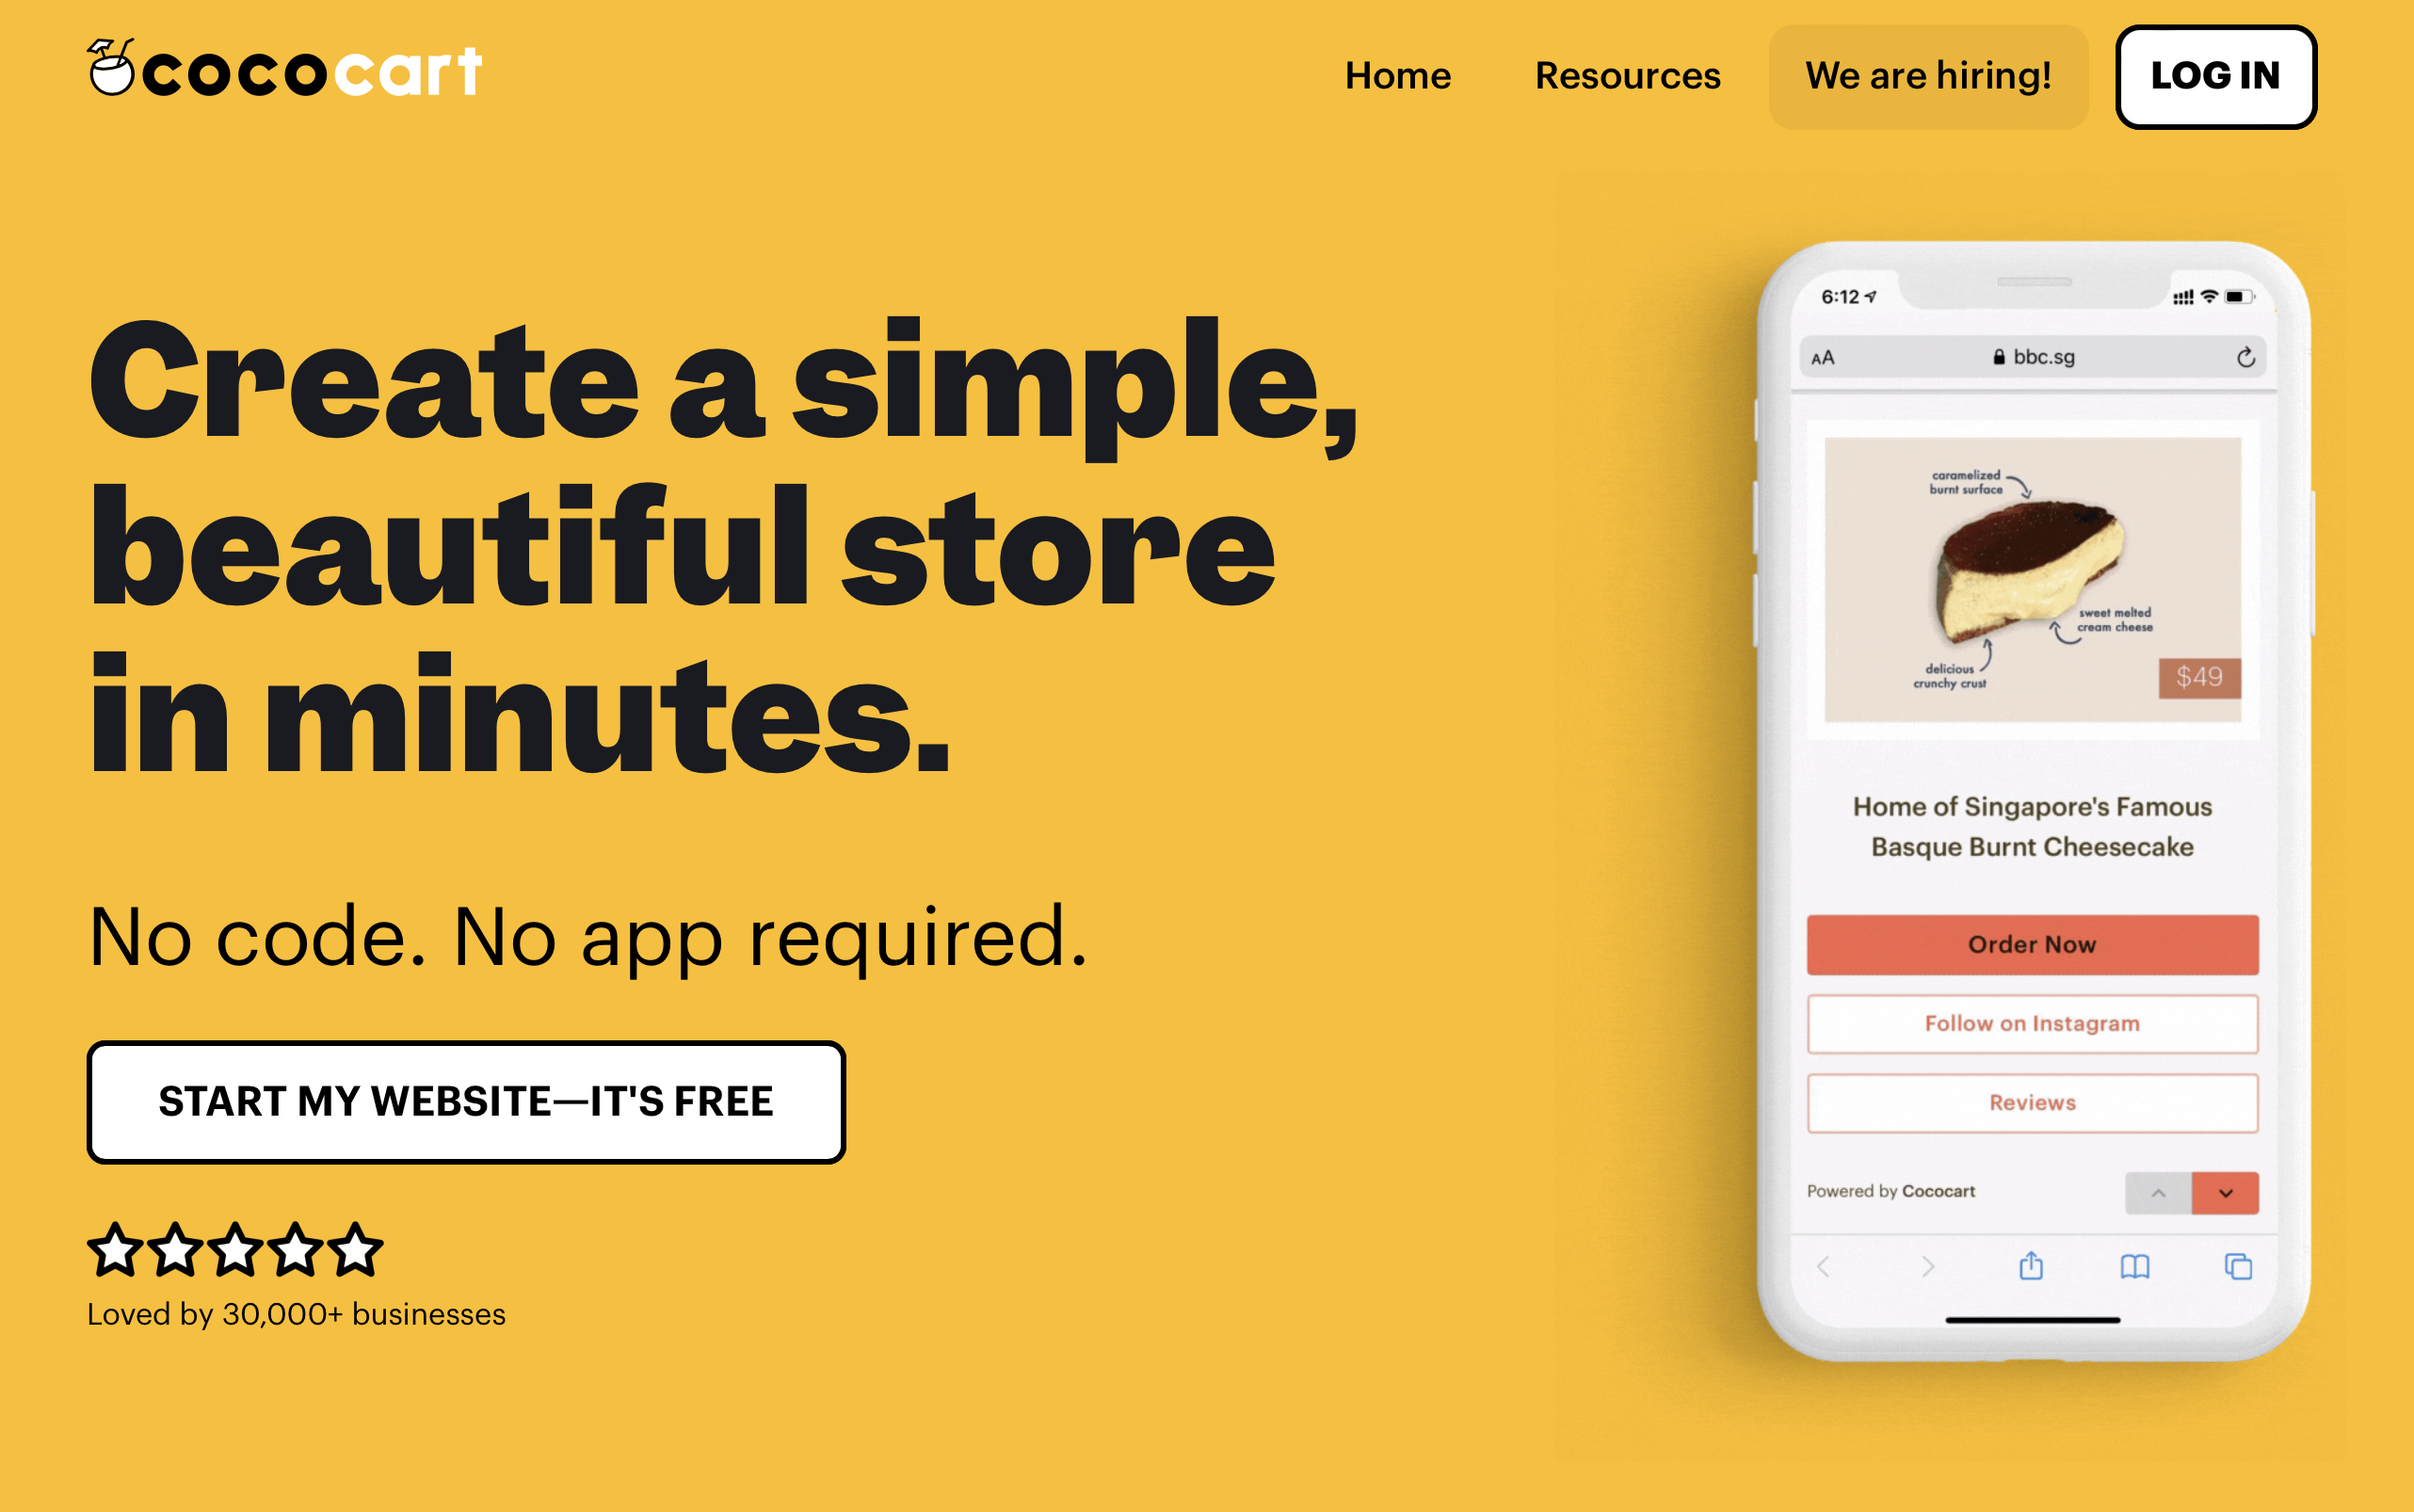 cococart
Home
Resources
We are hiring!
LOG IN
Create a simple,
beautiful store
in minutes.
No code. No app required.
START MY WEBSITE—IT'S FREE
Loved by 30,000+ businesses
6:12
AA
bbc.sg
caramelized
burnt surface
sweet melted
cream cheese
delicious
crunchy crust
$49
Home of Singapore's Famous
Basque Burnt Cheesecake
Order Now
Follow on Instagram
Reviews
Powered by Cococart